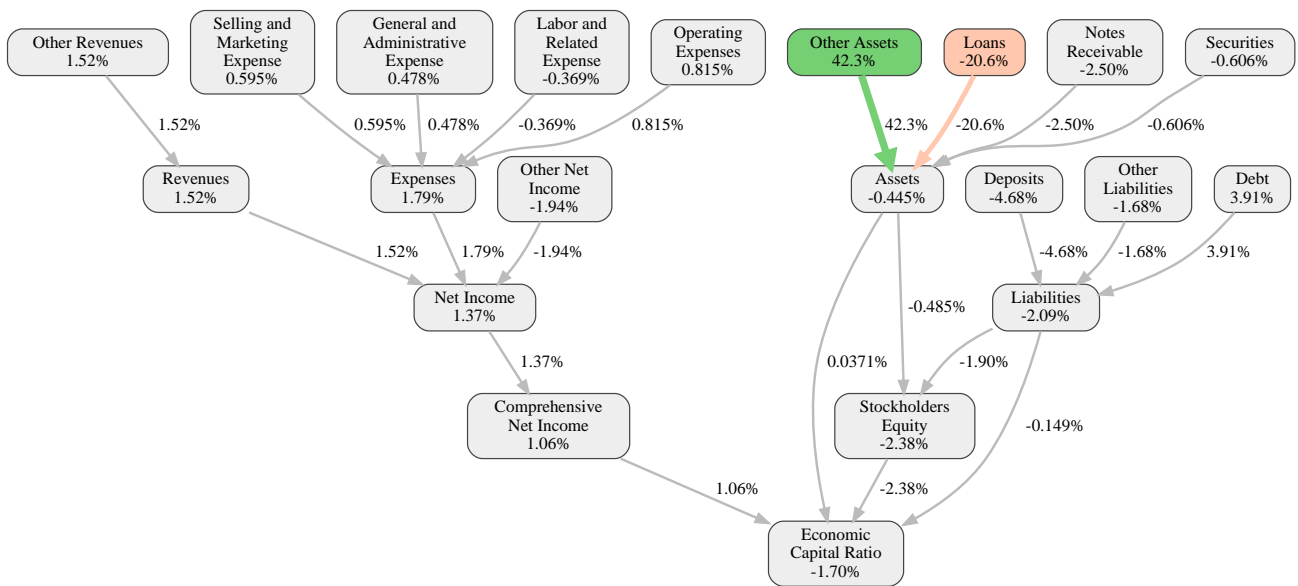 Other Revenues
1.52%
Selling and
Marketing
Expense
0.595%
General and
Administrative
Expense
0.478%
Labor and
Related
Expense
-0.369%
Operating
Expenses
0.815%
Other Assets
42.3%
Loans
-20.6%
Notes
Receivable
-2.50%
Securities
-0.606%
1.52%
0.595%
0.478%
-0.369%
0.815%
42.3%
-20.6%
-2.50%
-0.606%
Revenues
1.52%
Expenses
1.79%
Other Net
Income
-1.94%
Assets
-0.445%
Deposits
-4.68%
Other
Liabilities
-1.68%
Debt
3.91%
1.52%
1.79%
-1.94%
-4.68%
-1.68%
3.91%
Net Income
1.37%
-0.485%
Liabilities
-2.09%
1.37%
0.0371%
-1.90%
Comprehensive
Net Income
1.06%
Stockholders
Equity
-2.38%
-0.149%
1.06%
-2.38%
Economic
Capital Ratio
-1.70%